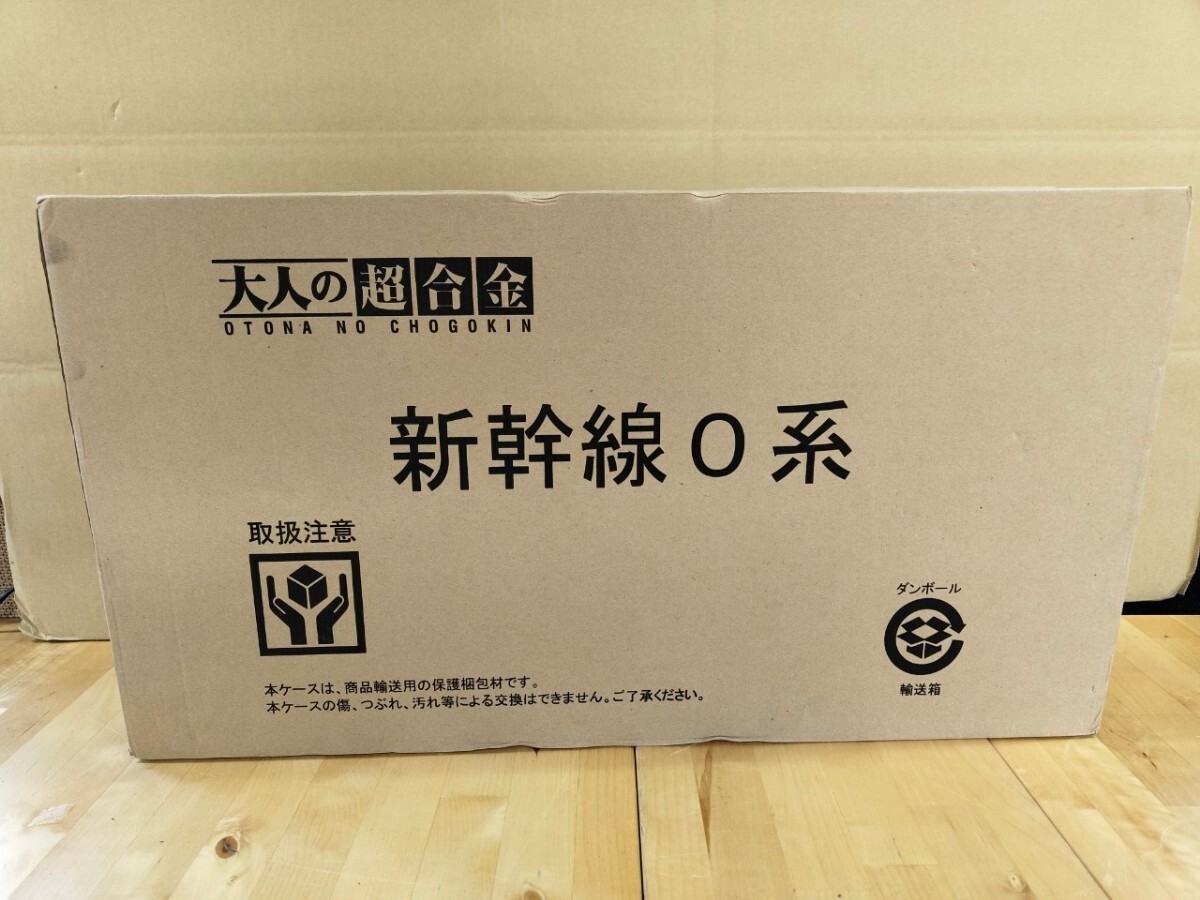 大人の超合金
OTONA NO CHOGOKIN
新幹線0系
取扱注意
本ケースは、商品輸送用の保護梱包材です。
本ケースの傷、つぶれ、汚れ等による交換はできません。ご了承ください。
ダンボール
輸送箱